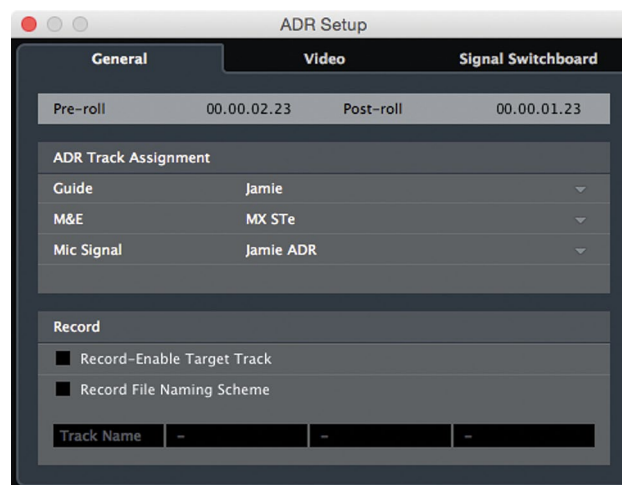 ADR Setup
General Video Signal Switchboard
Pre-roll 00.00.02.23 Post-roll 00.00.01.23
ADR Track Assignment
Guide Jamie
M&E MX STe
Mic Signal Jamie ADR
Record
Record-Enable Target Track
Record File Naming Scheme
Track Name - - -